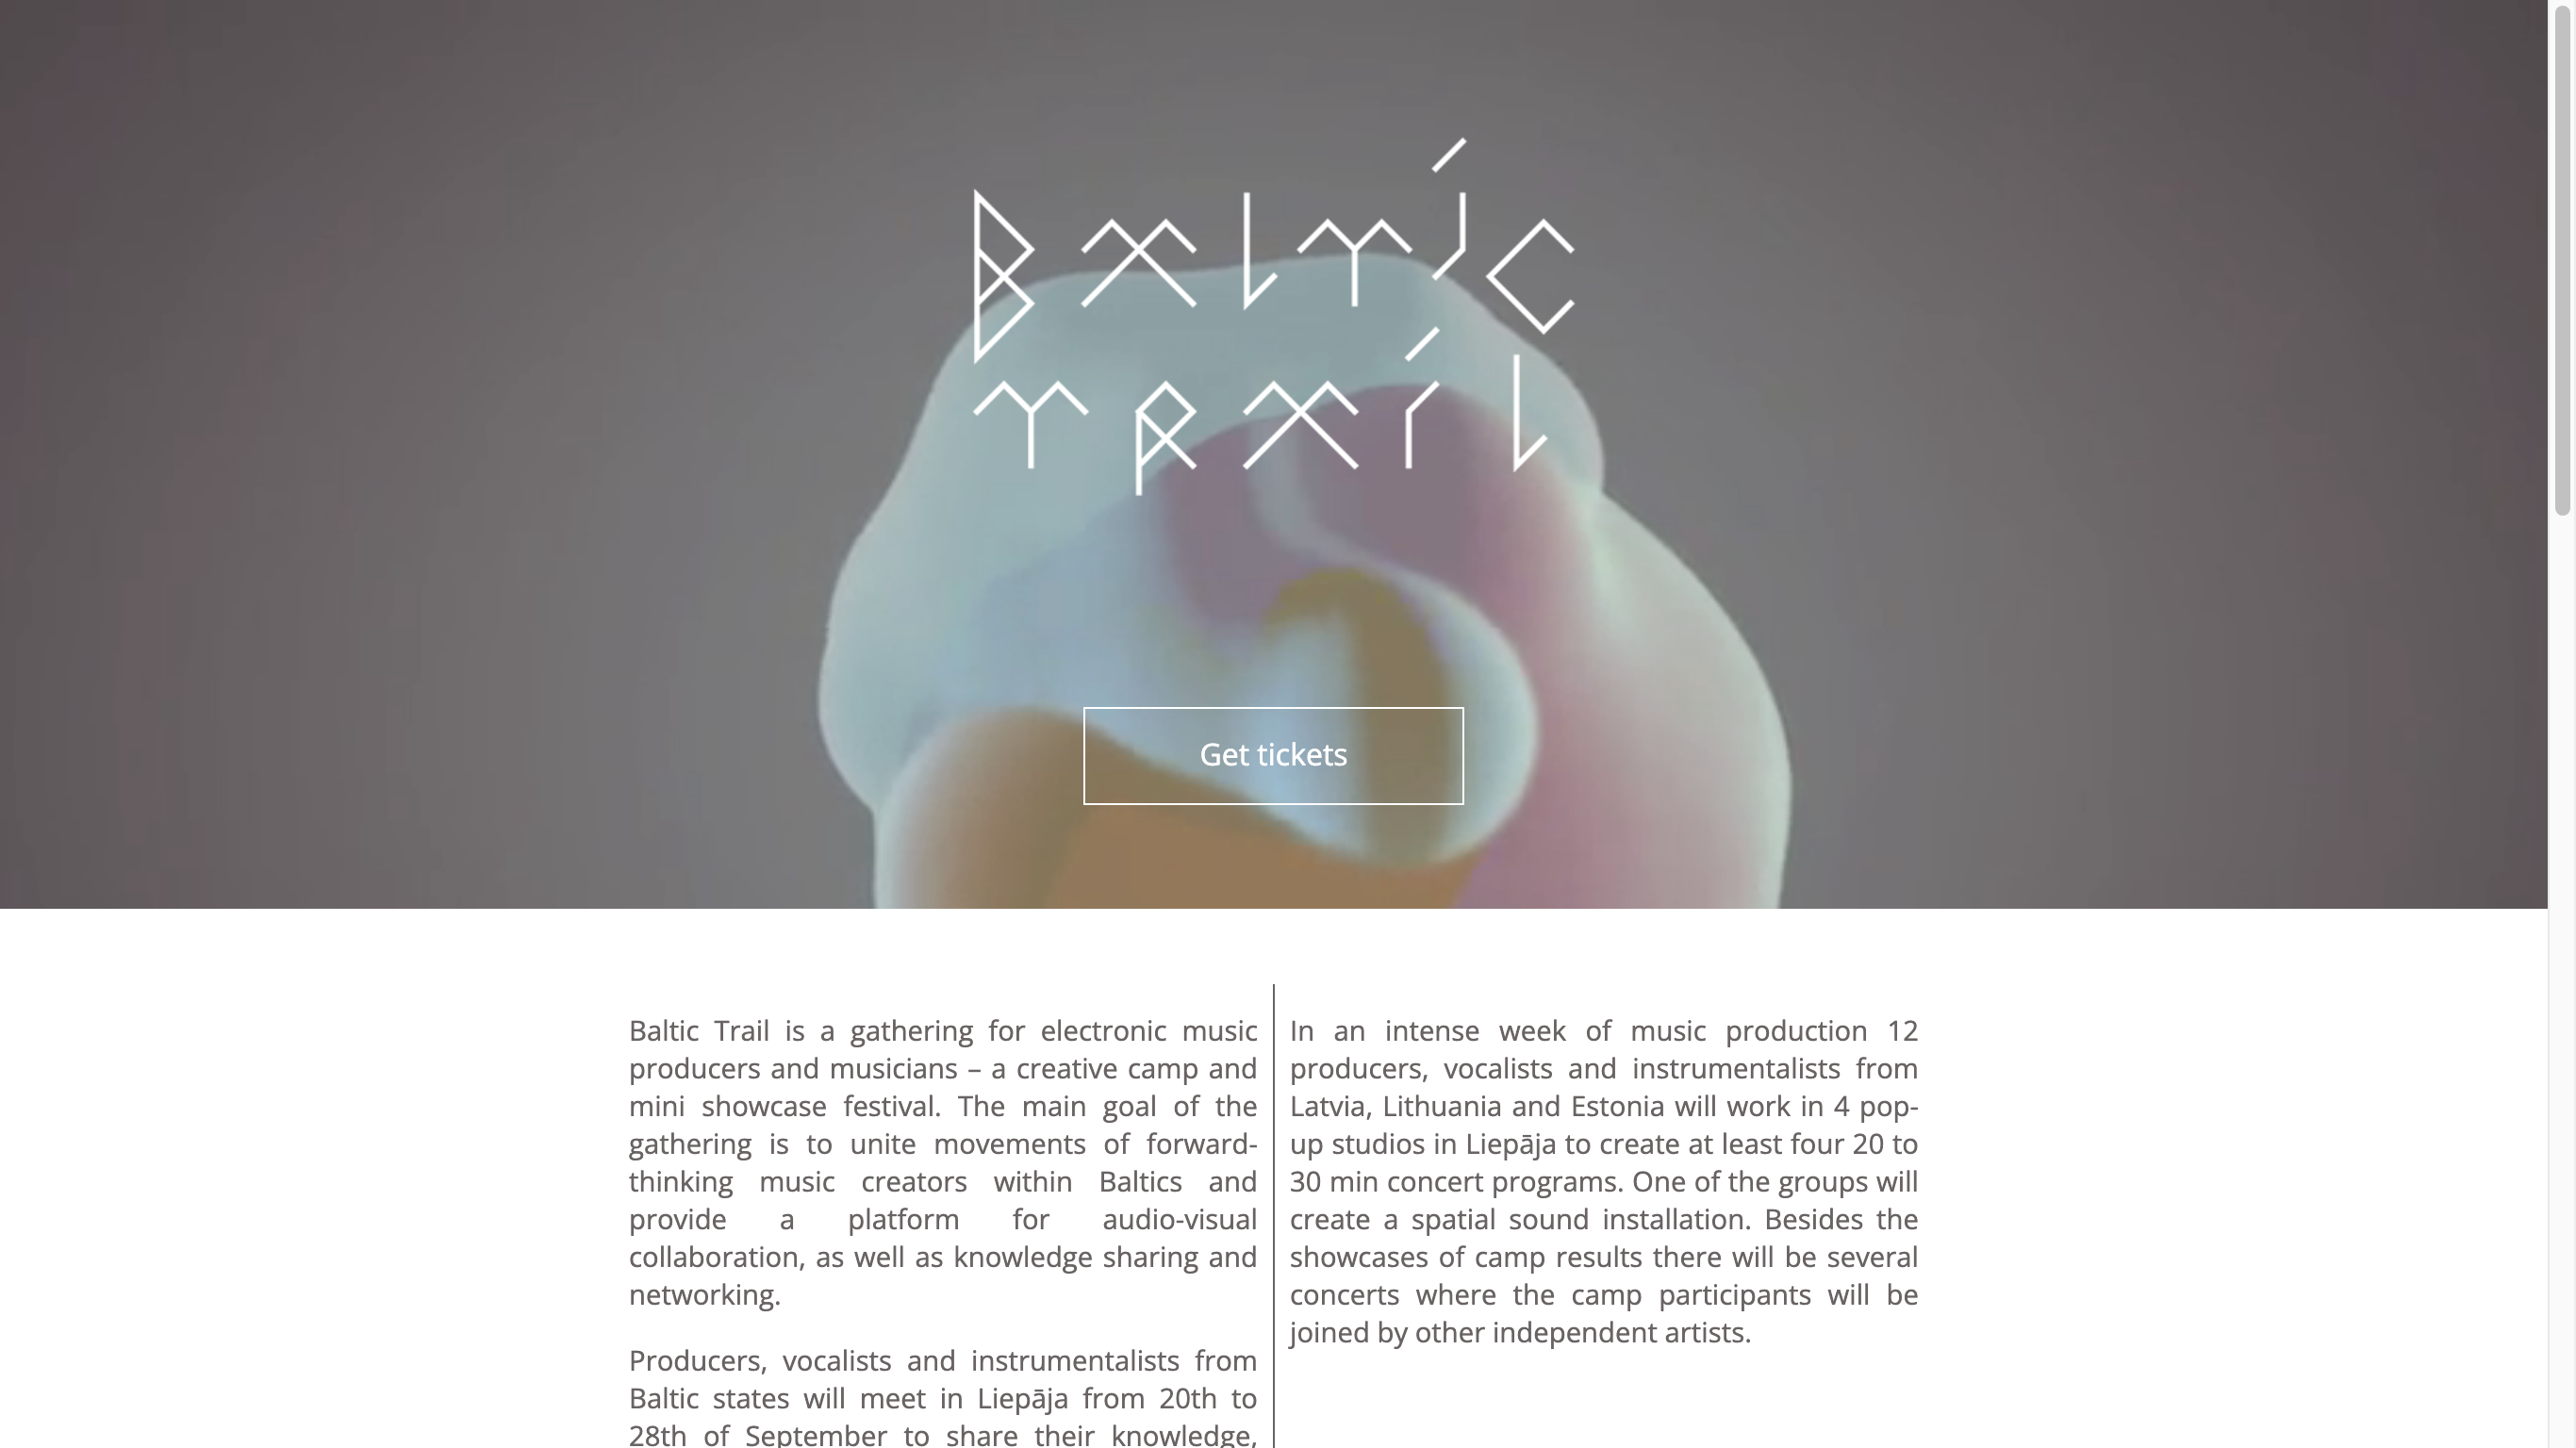 Baltic
Trail
Get tickets
Baltic Trail is a gathering for electronic music
producers and musicians – a creative camp and
mini showcase festival. The main goal of the
gathering is to unite movements of forward-
thinking music creators within Baltics and
provide a platform for audio-visual
collaboration, as well as knowledge sharing and
networking.
Producers, vocalists and instrumentalists from
Baltic states will meet in Liepāja from 20th to
28th of September to share their knowledge,
In an intense week of music production 12
producers, vocalists and instrumentalists from
Latvia, Lithuania and Estonia will work in 4 pop-
up studios in Liepāja to create at least four 20 to
30 min concert programs. One of the groups will
create a spatial sound installation. Besides the
showcases of camp results there will be several
concerts where the camp participants will be
joined by other independent artists.